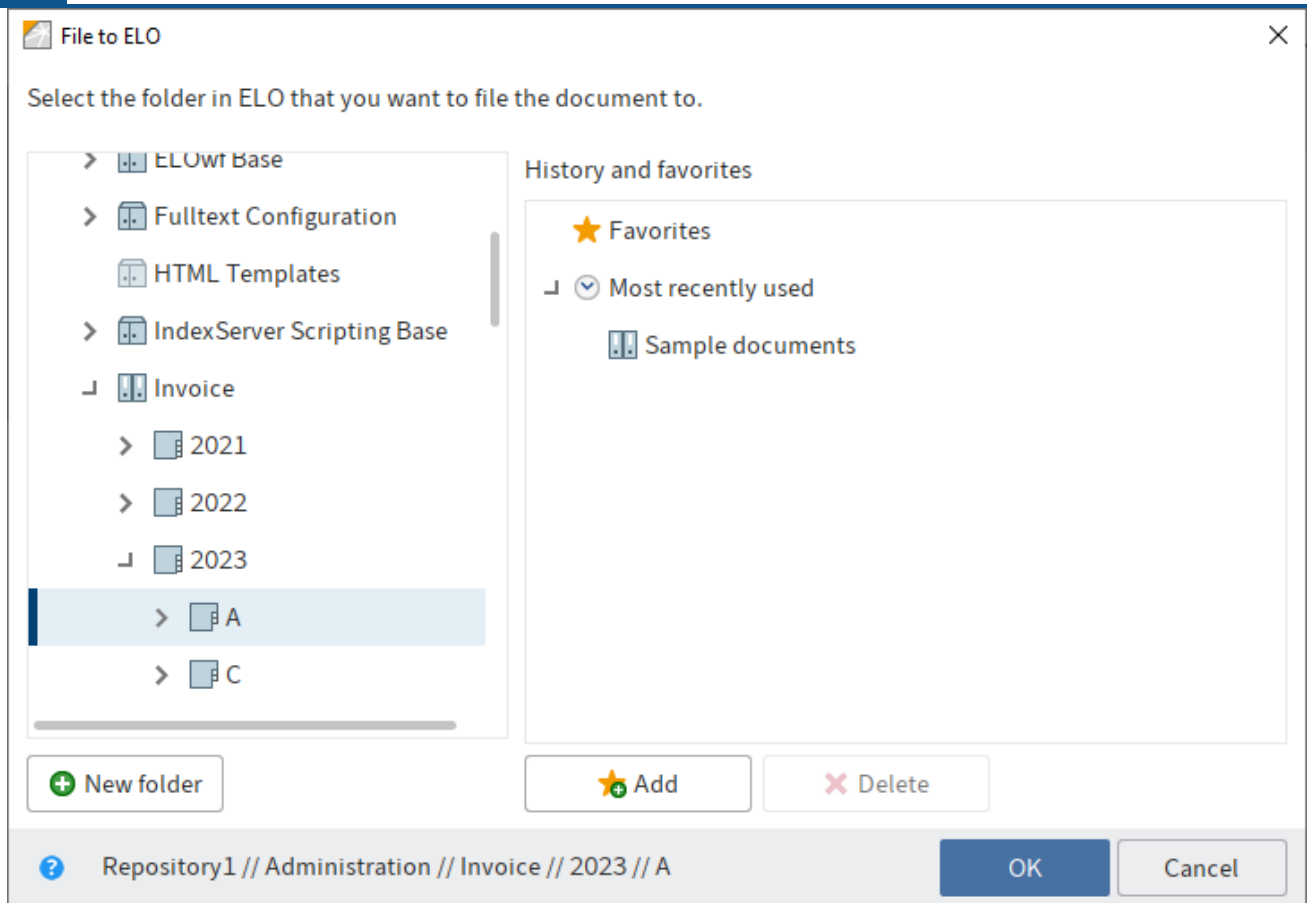 File to ELO
Select the folder in ELO that you want to file the document to.
ELOwf Base
Fulltext Configuration
HTML Templates
IndexServer Scripting Base
Invoice
2021
2022
2023
A
C
New folder
History and favorites
Favorites
Most recently used
Sample documents
Add
Delete
Repository1 // Administration // Invoice // 2023 // A
OK
Cancel